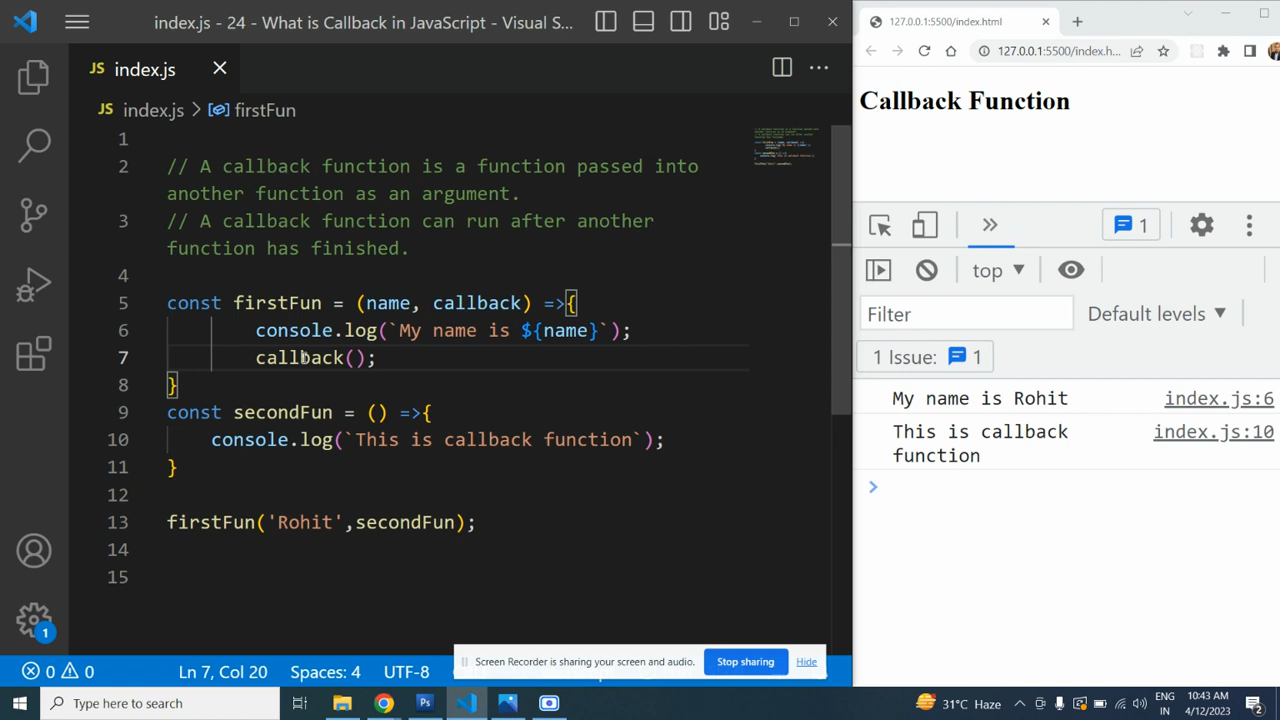 index.js - 24 - What is Callback in JavaScript - Visual S...
JS index.js
JS index.js > firstFun
1
2 // A callback function is a function passed into
another function as an argument.
3 // A callback function can run after another
function has finished.
4
5 const firstFun = (name, callback) =>{
6 console.log(`My name is ${name}`);
7 callback();
8 }
9 const secondFun = () =>{
10 console.log(`This is callback function`);
11 }
12
13 firstFun('Rohit',secondFun);
14
15
1
0 0
Ln 7, Col 20
Spaces: 4
UTF-8
127.0.0.1:5500/index.html
127.0.0.1:5500/index.h...
Callback Function
1
top
Filter
Default levels
1 Issue: 1
My name is Rohit index.js:6
This is callback index.js:10
function
Screen Recorder is sharing your screen and audio.
Stop sharing
Hide
Type here to search
Ps
31°C Haze
ENG
IN
10:43 AM
4/12/2023
2